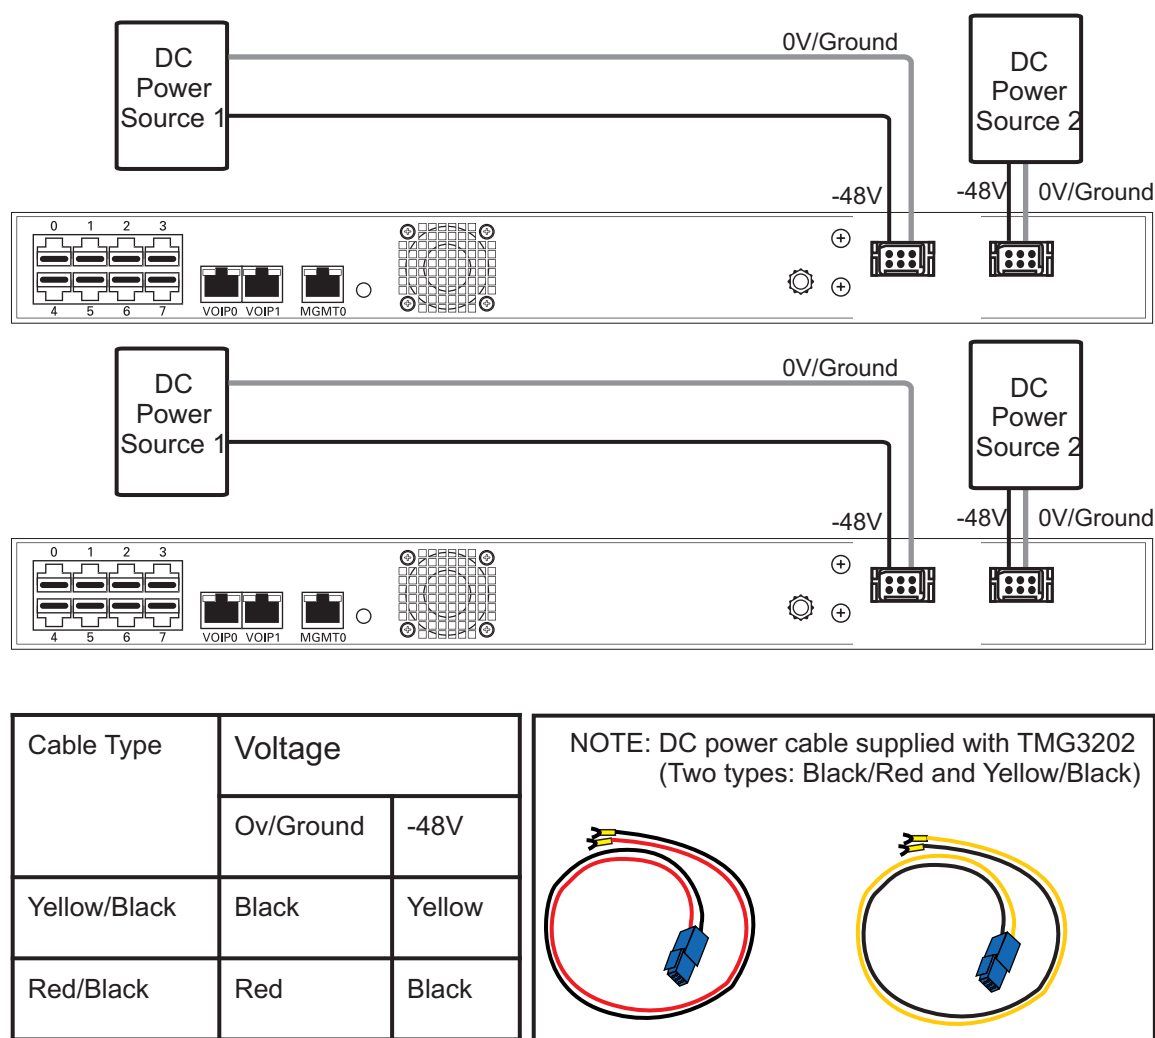 DC
Power
Source 1
0V/Ground
DC
Power
Source 2
-48V
-48V
0V/Ground
0 1 2 3
4 5 6 7
VOIP0 VOIP1 MGMT0
DC
Power
Source 1
0V/Ground
DC
Power
Source 2
-48V
-48V
0V/Ground
0 1 2 3
4 5 6 7
VOIP0 VOIP1 MGMT0
Cable Type Voltage
Ov/Ground -48V
Yellow/Black Black Yellow
Red/Black Red Black
NOTE: DC power cable supplied with TMG3202
(Two types: Black/Red and Yellow/Black)